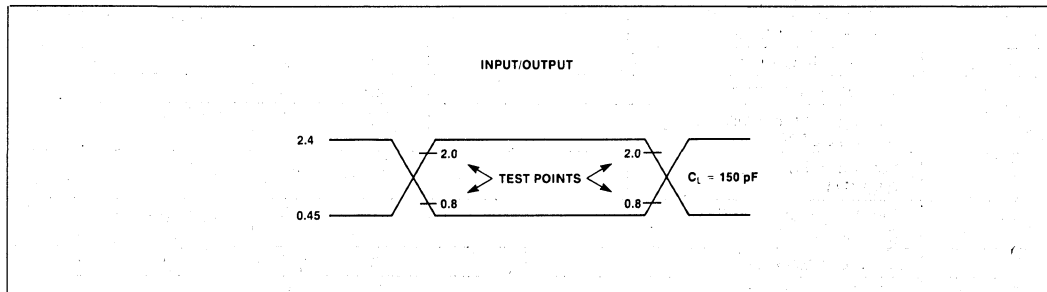 INPUT/OUTPUT
2.4
2.0 2.0
TEST POINTS C_L = 150 pF
0.8 0.8
0.45